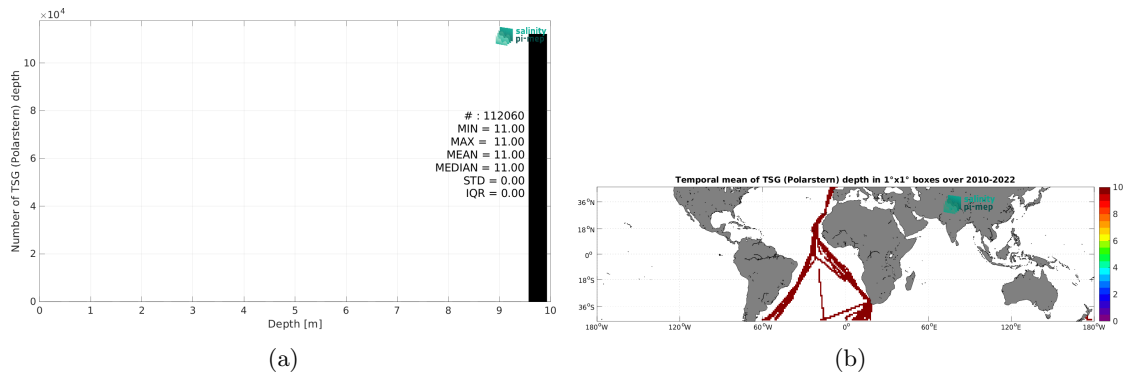 ×10⁴
salinity
pi-mep
Number of TSG (Polarstern) depth
10
8
6
4
2
0
# : 112060
MIN = 11.00
MAX = 11.00
MEAN = 11.00
MEDIAN = 11.00
STD = 0.00
IQR = 0.00
0 1 2 3 4 5 6 7 8 9 10
Depth [m]
(a)
Temporal mean of TSG (Polarstern) depth in 1°x1° boxes over 2010-2022
salinity
pi-mep
36°N
18°N
0°
18°S
36°S
180°W 120°W 60°W 0° 60°E 120°E 180°W
10
8
6
4
2
0
(b)